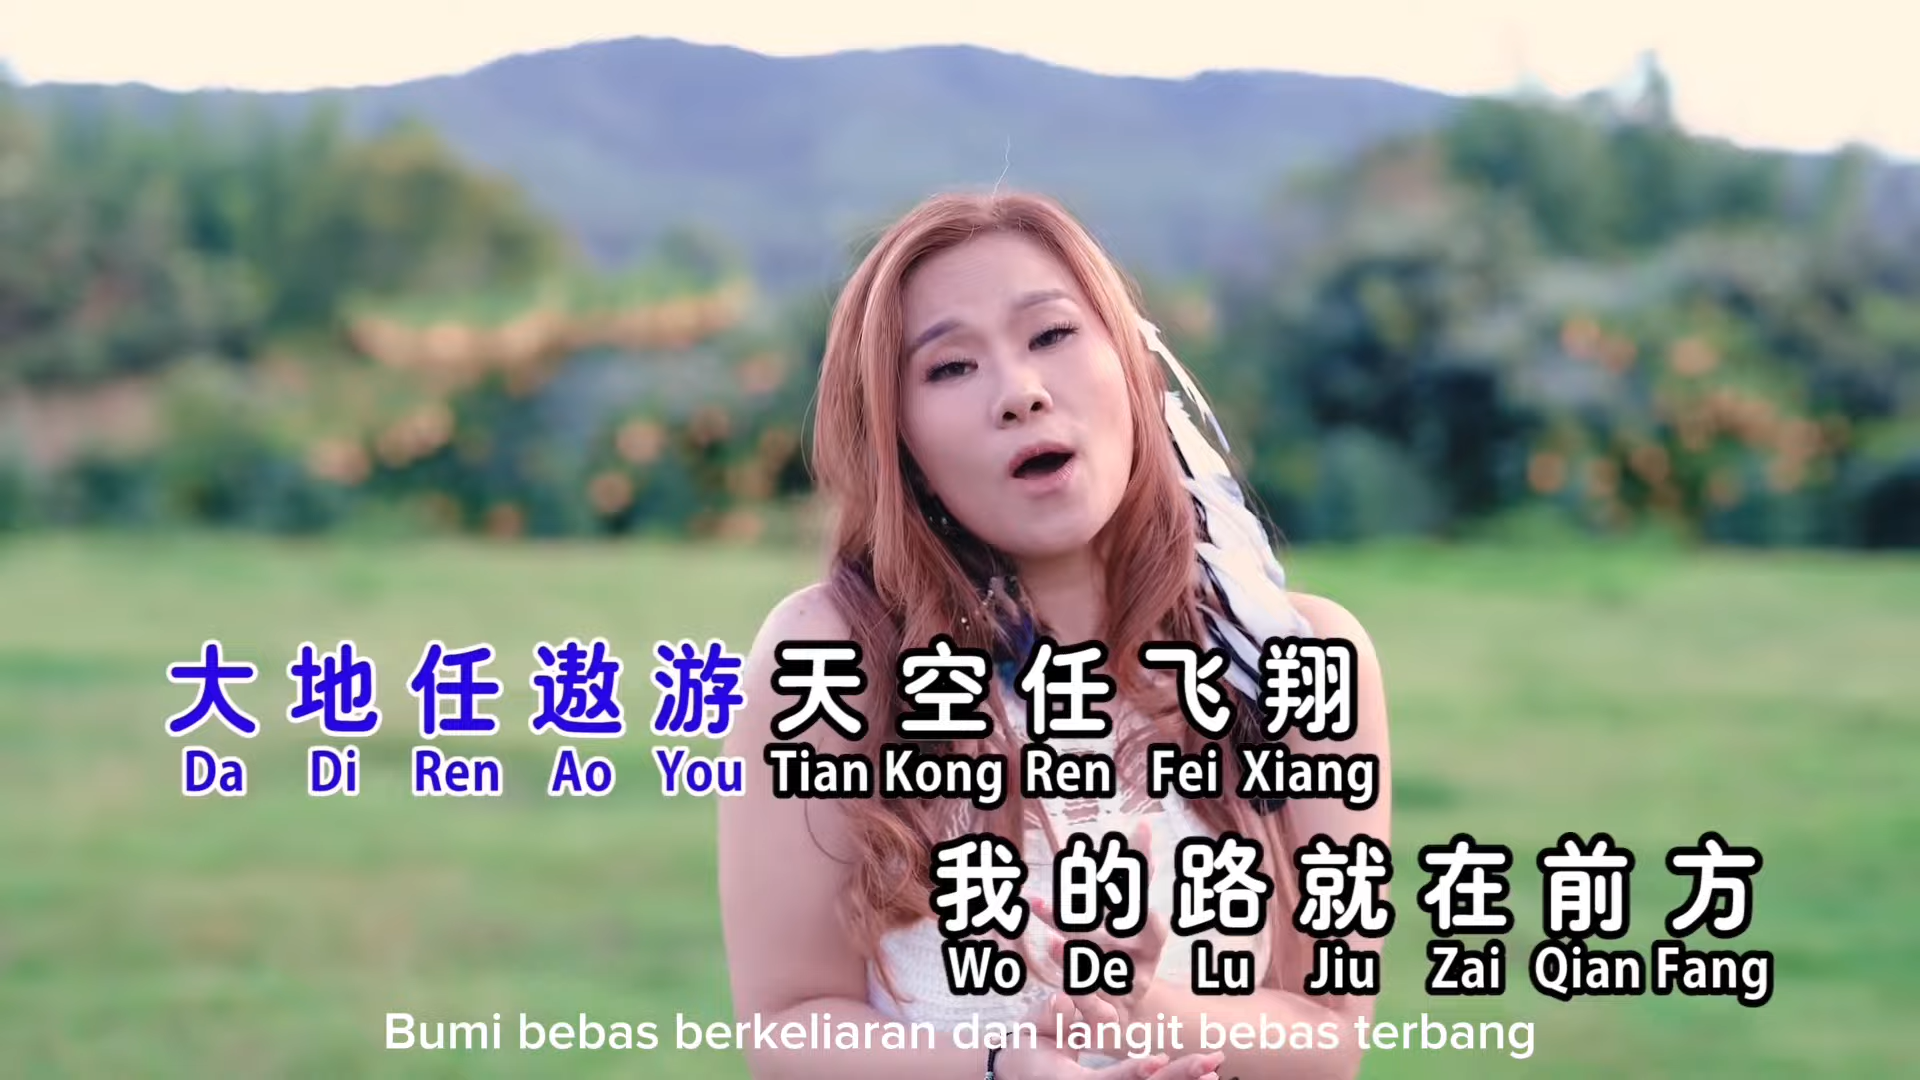 大地任遨游 天空任飞翔
Da Di Ren Ao You Tian Kong Ren Fei Xiang
我的路就在前方
Wo De Lu Jiu Zai Qian Fang
Bumi bebas berkeliaran dan langit bebas terbang